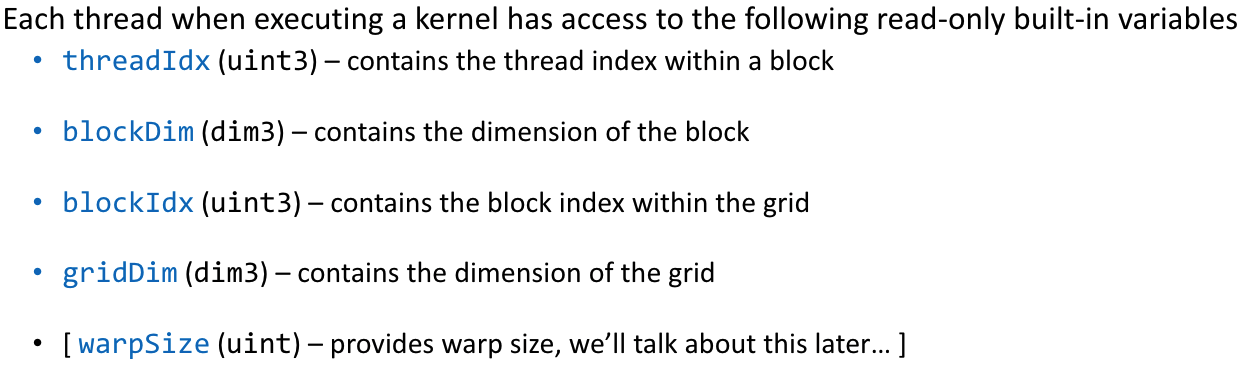 Each thread when executing a kernel has access to the following read-only built-in variables
• threadIdx (uint3) – contains the thread index within a block
• blockDim (dim3) – contains the dimension of the block
• blockIdx (uint3) – contains the block index within the grid
• gridDim (dim3) – contains the dimension of the grid
• [ warpSize (uint) – provides warp size, we’ll talk about this later… ]